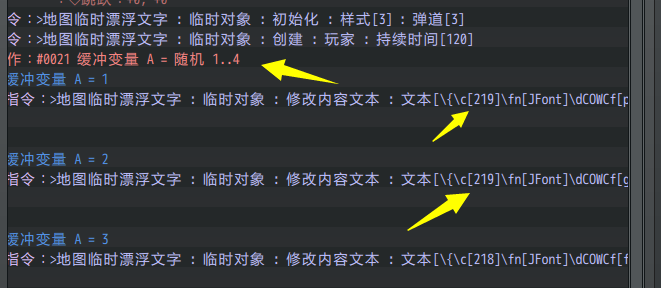 令：>地图临时漂浮文字 : 临时对象 : 初始化 : 样式[3] : 弹道[3]
令：>地图临时漂浮文字 : 临时对象 : 创建 : 玩家 : 持续时间[120]
作：#0021 缓冲变量 A = 随机 1..4
缓冲变量 A = 1
指令：>地图临时漂浮文字 : 临时对象 : 修改内容文本 : 文本[\{\c[219]\fn[JFont]\dCOWCf[p
缓冲变量 A = 2
指令：>地图临时漂浮文字 : 临时对象 : 修改内容文本 : 文本[\{\c[219]\fn[JFont]\dCOWCf[g
缓冲变量 A = 3
指令：>地图临时漂浮文字 : 临时对象 : 修改内容文本 : 文本[\{\c[218]\fn[JFont]\dCOWCf[f